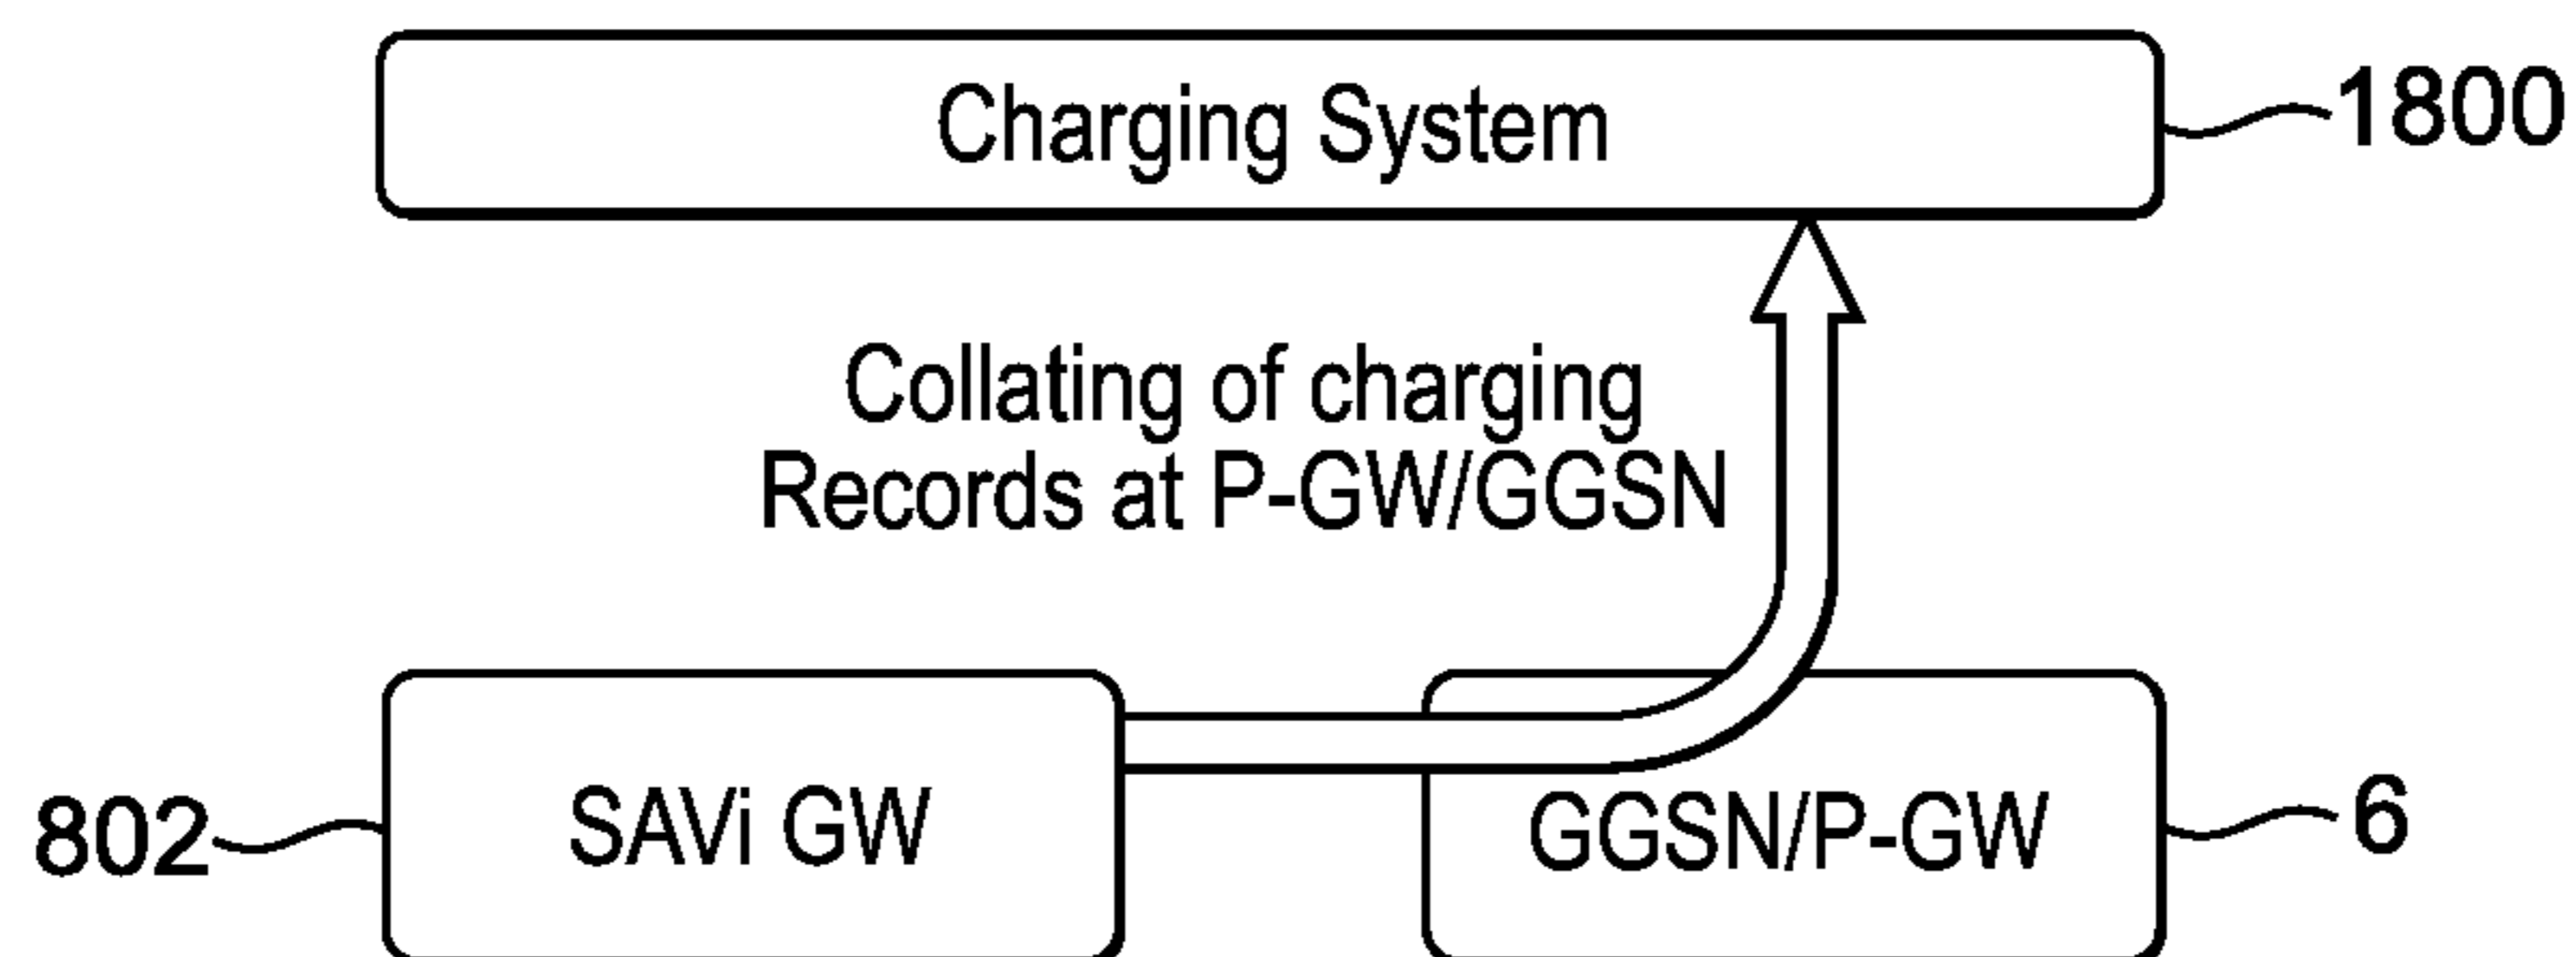 Charging System
1800
Collating of charging
Records at P-GW/GGSN
802
SAVi GW
GGSN/P-GW
6